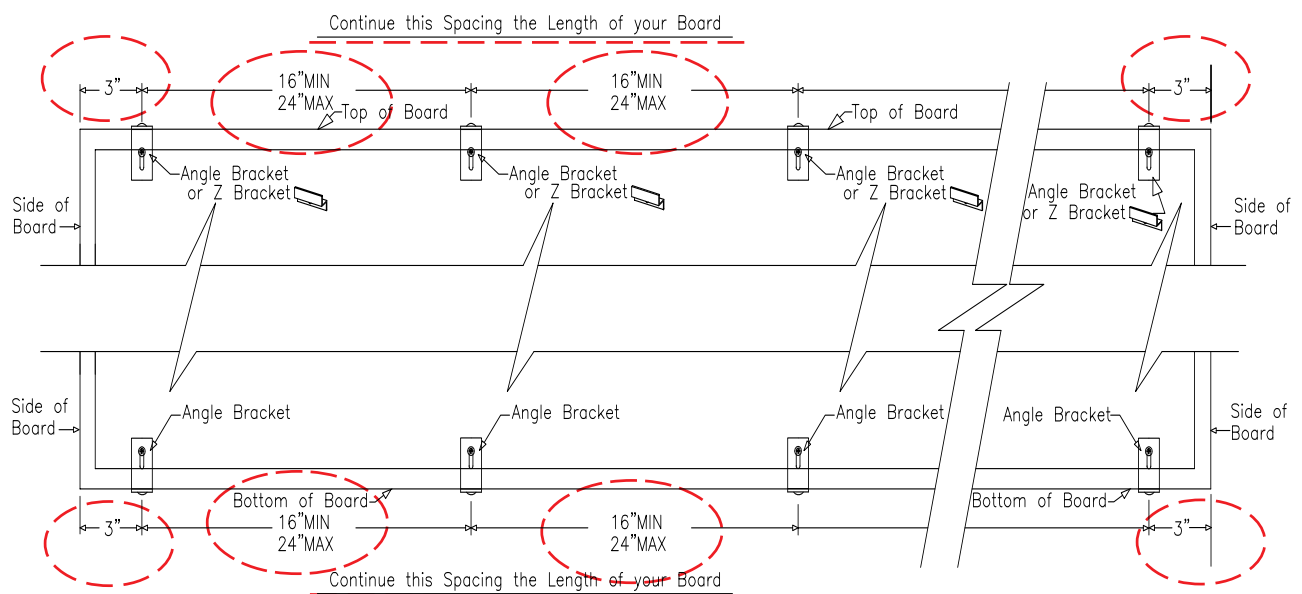 Continue this Spacing the Length of your Board
3”
16”MIN
24”MAX
16”MIN
24”MAX
3”
Top of Board
Top of Board
Angle Bracket
or Z Bracket
Angle Bracket
or Z Bracket
Angle Bracket
or Z Bracket
Angle Bracket
or Z Bracket
Side of
Board
Side of
Board
Side of
Board
Angle Bracket
Angle Bracket
Angle Bracket
Angle Bracket
Side of
Board
Bottom of Board
Bottom of Board
3”
16”MIN
24”MAX
16”MIN
24”MAX
3”
Continue this Spacing the Length of your Board